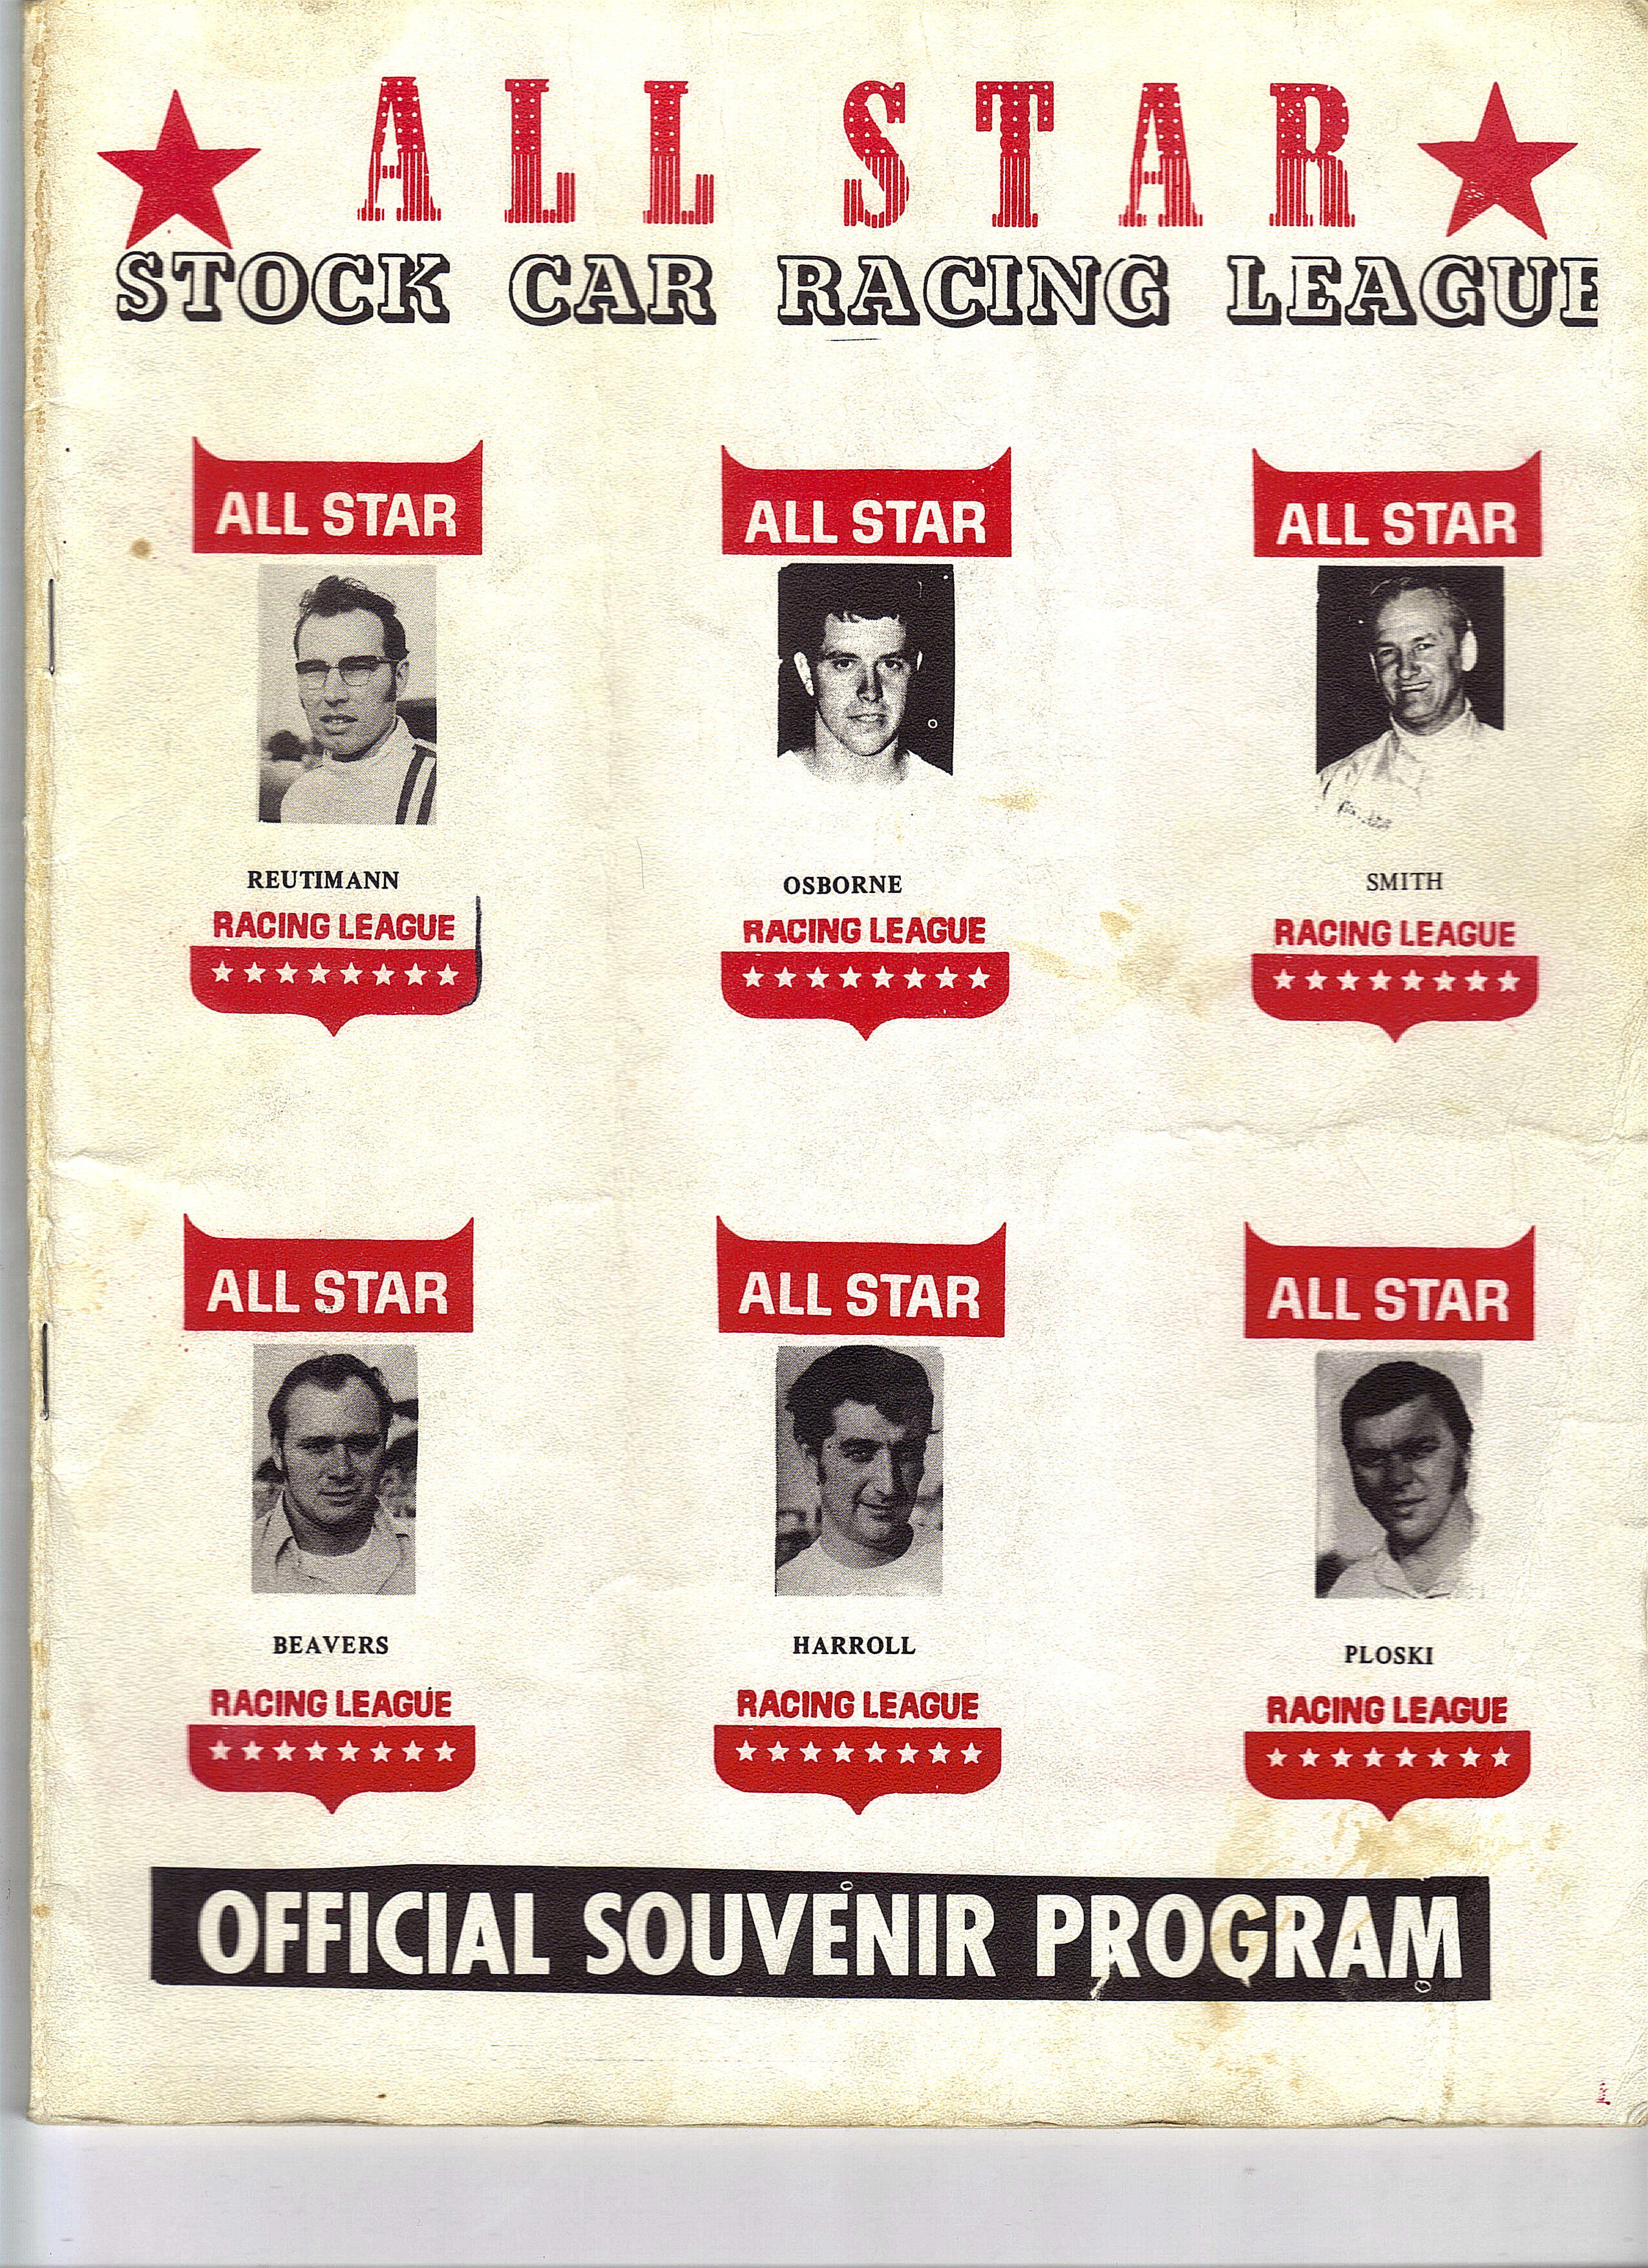 ALL STAR
STOCK CAR RACING LEAGUE
ALL STAR
ALL STAR
ALL STAR
REUTIMANN
OSBORNE
SMITH
RACING LEAGUE
RACING LEAGUE
RACING LEAGUE
ALL STAR
ALL STAR
ALL STAR
BEAVERS
HARROLL
PLOSKI
RACING LEAGUE
RACING LEAGUE
RACING LEAGUE
OFFICIAL SOUVENIR PROGRAM